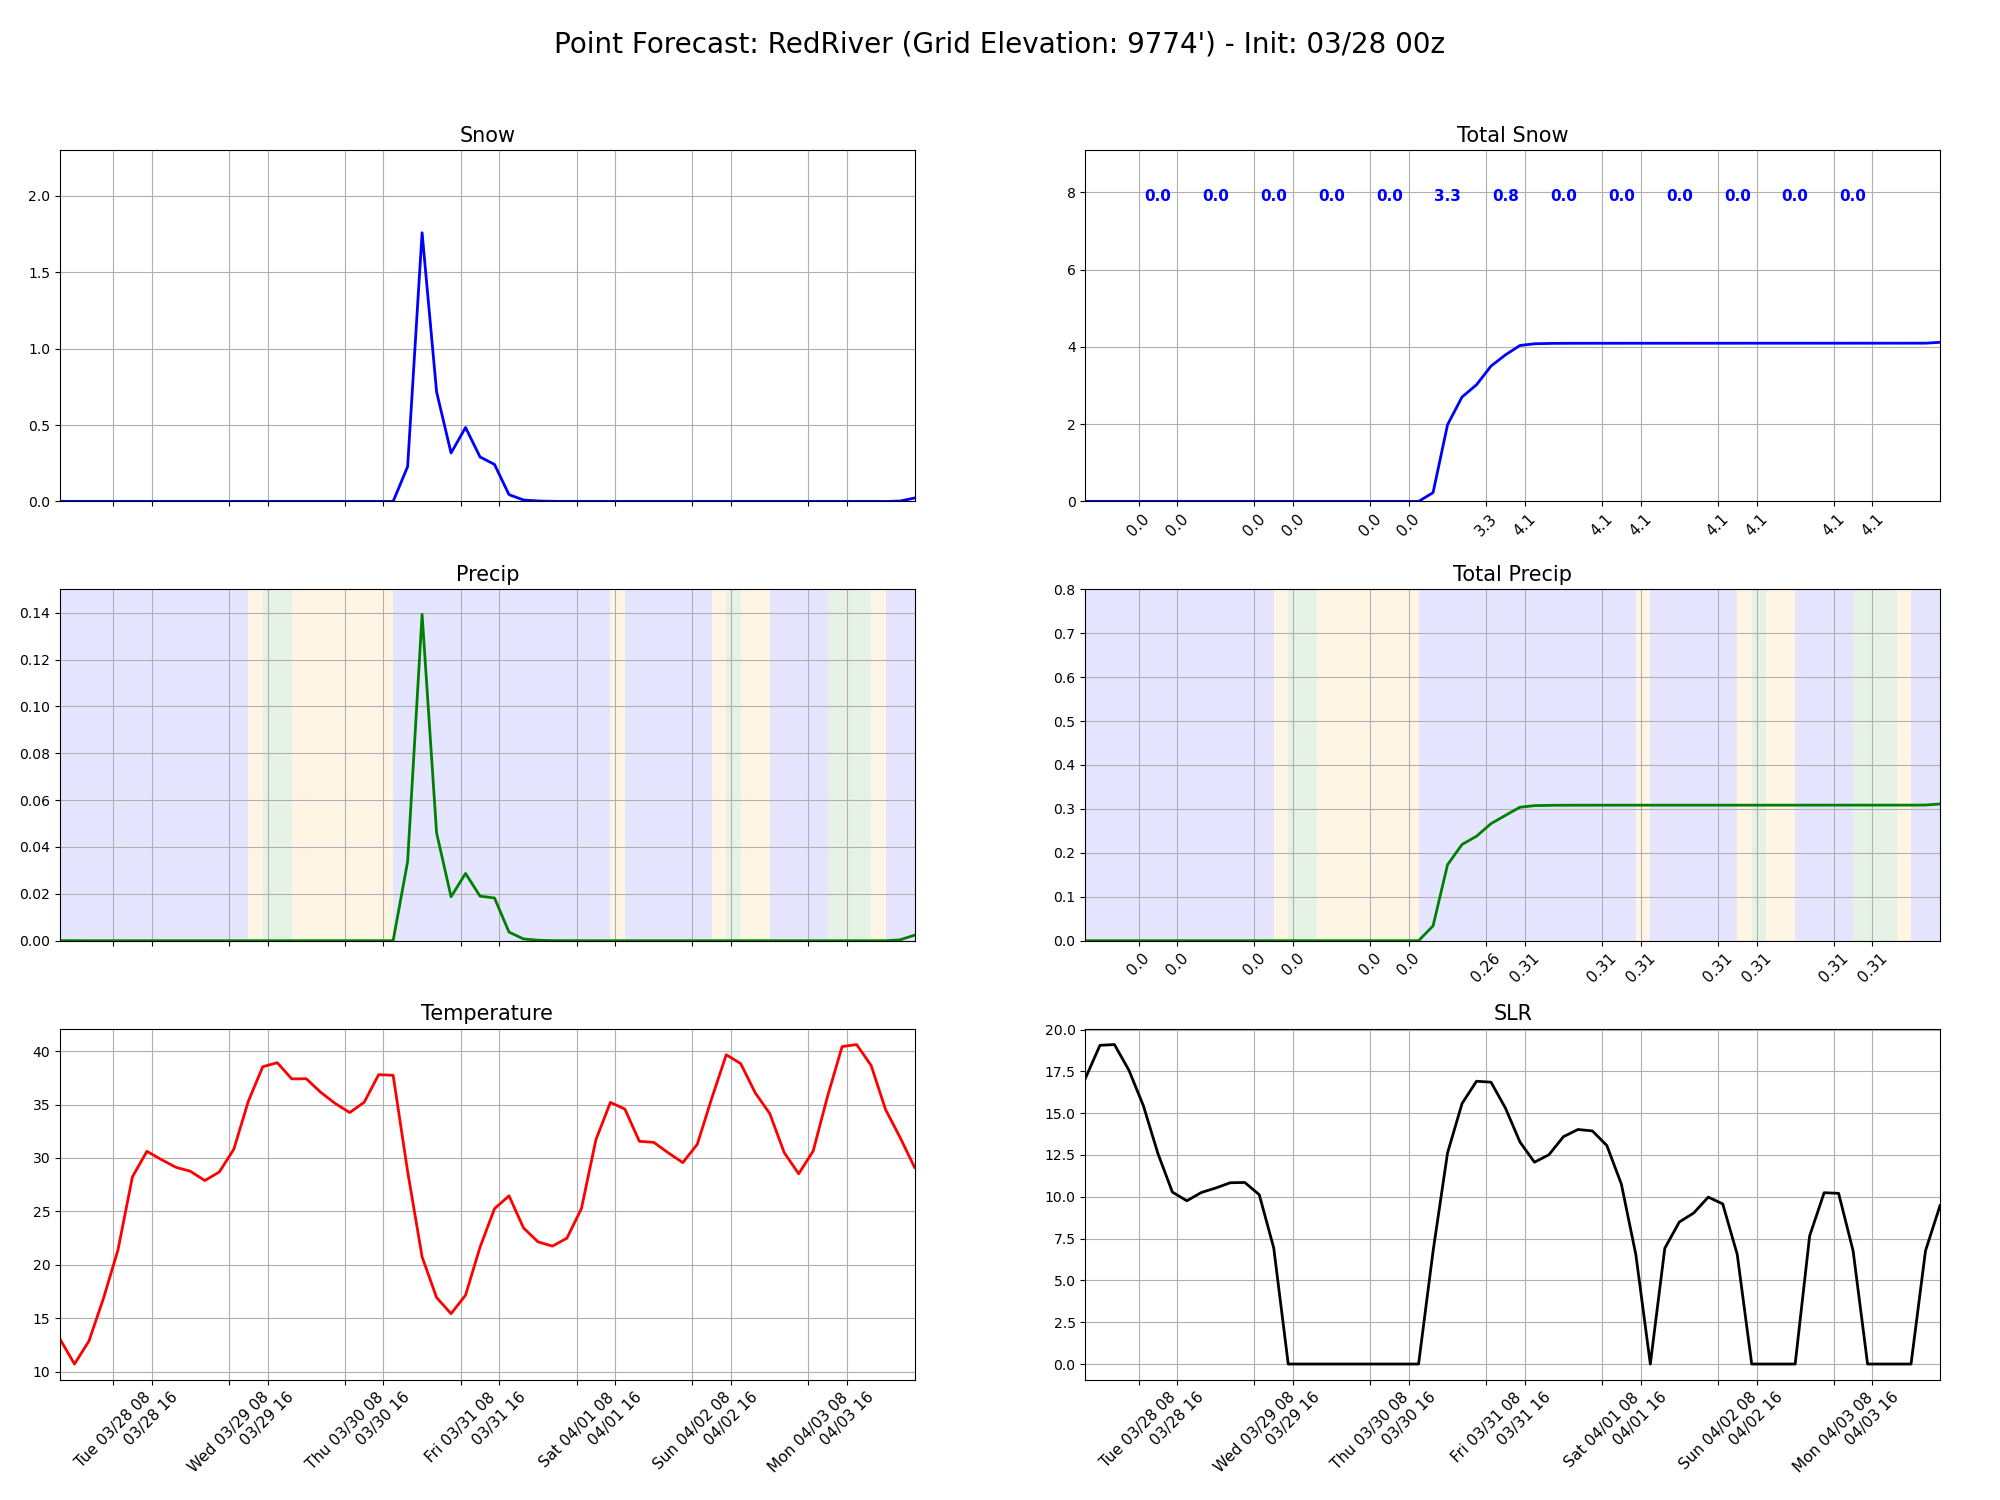 Point Forecast: RedRiver (Grid Elevation: 9774') - Init: 03/28 00z
Snow
2.0
1.5
1.0
0.5
0.0
Total Snow
8
6
4
2
0
0.0 0.0 0.0 0.0 0.0 3.3 0.8 0.0 0.0 0.0 0.0 0.0 0.0
0.0 0.0 0.0 0.0 0.0 0.0 3.3 4.1 4.1 4.1 4.1 4.1 4.1 4.1
Precip
0.14
0.12
0.10
0.08
0.06
0.04
0.02
0.00
Total Precip
0.8
0.7
0.6
0.5
0.4
0.3
0.2
0.1
0.0
0.0 0.0 0.0 0.0 0.0 0.0 0.26 0.31 0.31 0.31 0.31 0.31 0.31 0.31
Temperature
40
35
30
25
20
15
10
Tue 03/28 08
03/28 16
Wed 03/29 08
03/29 16
Thu 03/30 08
03/30 16
Fri 03/31 08
03/31 16
Sat 04/01 08
04/01 16
Sun 04/02 08
04/02 16
Mon 04/03 08
04/03 16
SLR
20.0
17.5
15.0
12.5
10.0
7.5
5.0
2.5
0.0
Tue 03/28 08
03/28 16
Wed 03/29 08
03/29 16
Thu 03/30 08
03/30 16
Fri 03/31 08
03/31 16
Sat 04/01 08
04/01 16
Sun 04/02 08
04/02 16
Mon 04/03 08
04/03 16